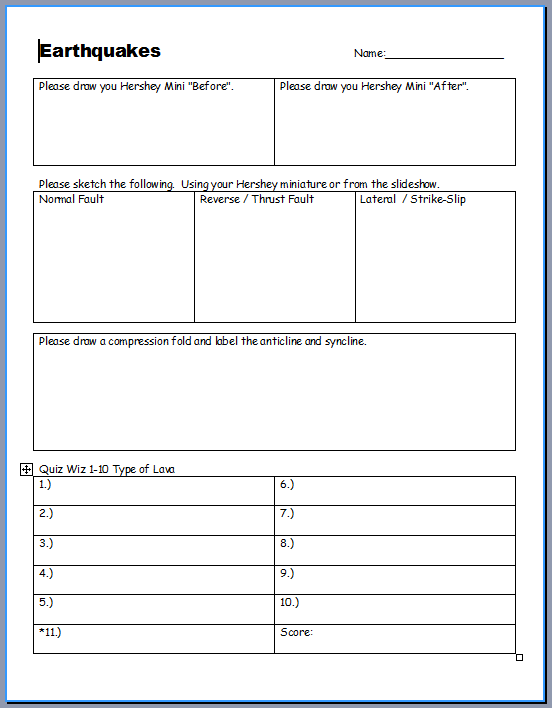 Earthquakes Name:____________________
Please draw you Hershey Mini "Before". Please draw you Hershey Mini "After".
Please sketch the following. Using your Hershey miniature or from the slideshow.
Normal Fault Reverse / Thrust Fault Lateral / Strike-Slip
Please draw a compression fold and label the anticline and syncline.
Quiz Wiz 1-10 Type of Lava
1.) 6.)
2.) 7.)
3.) 8.)
4.) 9.)
5.) 10.)
*11.) Score: